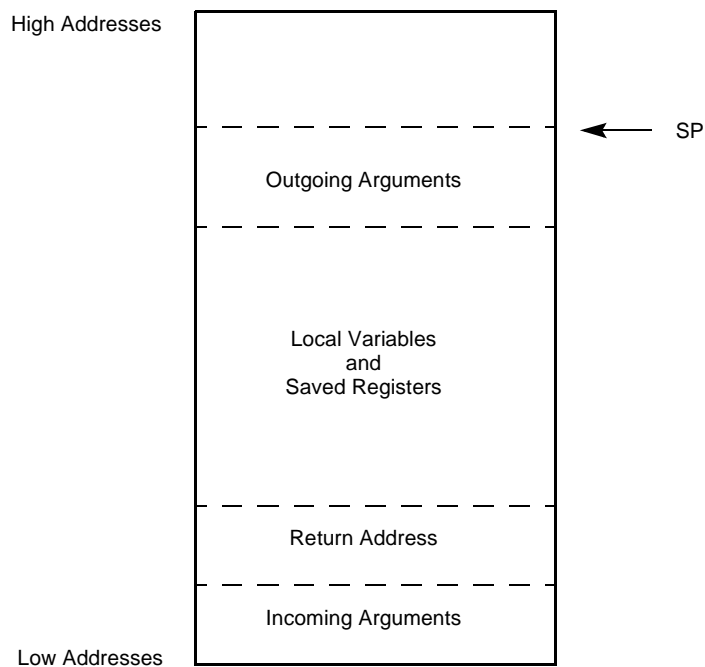 High Addresses
SP
Outgoing Arguments
Local Variables
and
Saved Registers
Return Address
Incoming Arguments
Low Addresses